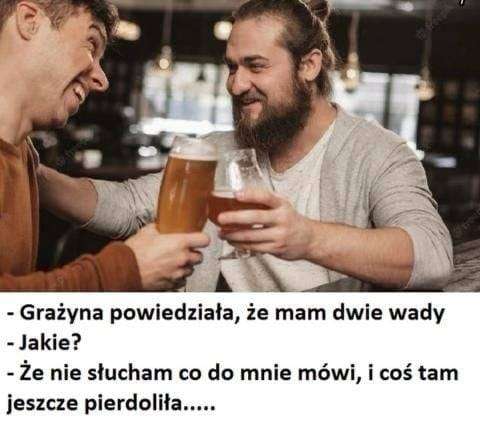 - Grażyna powiedziała, że mam dwie wady
- Jakie?
- Że nie słucham co do mnie mówi, i coś tam
jeszcze pierdoliła.....